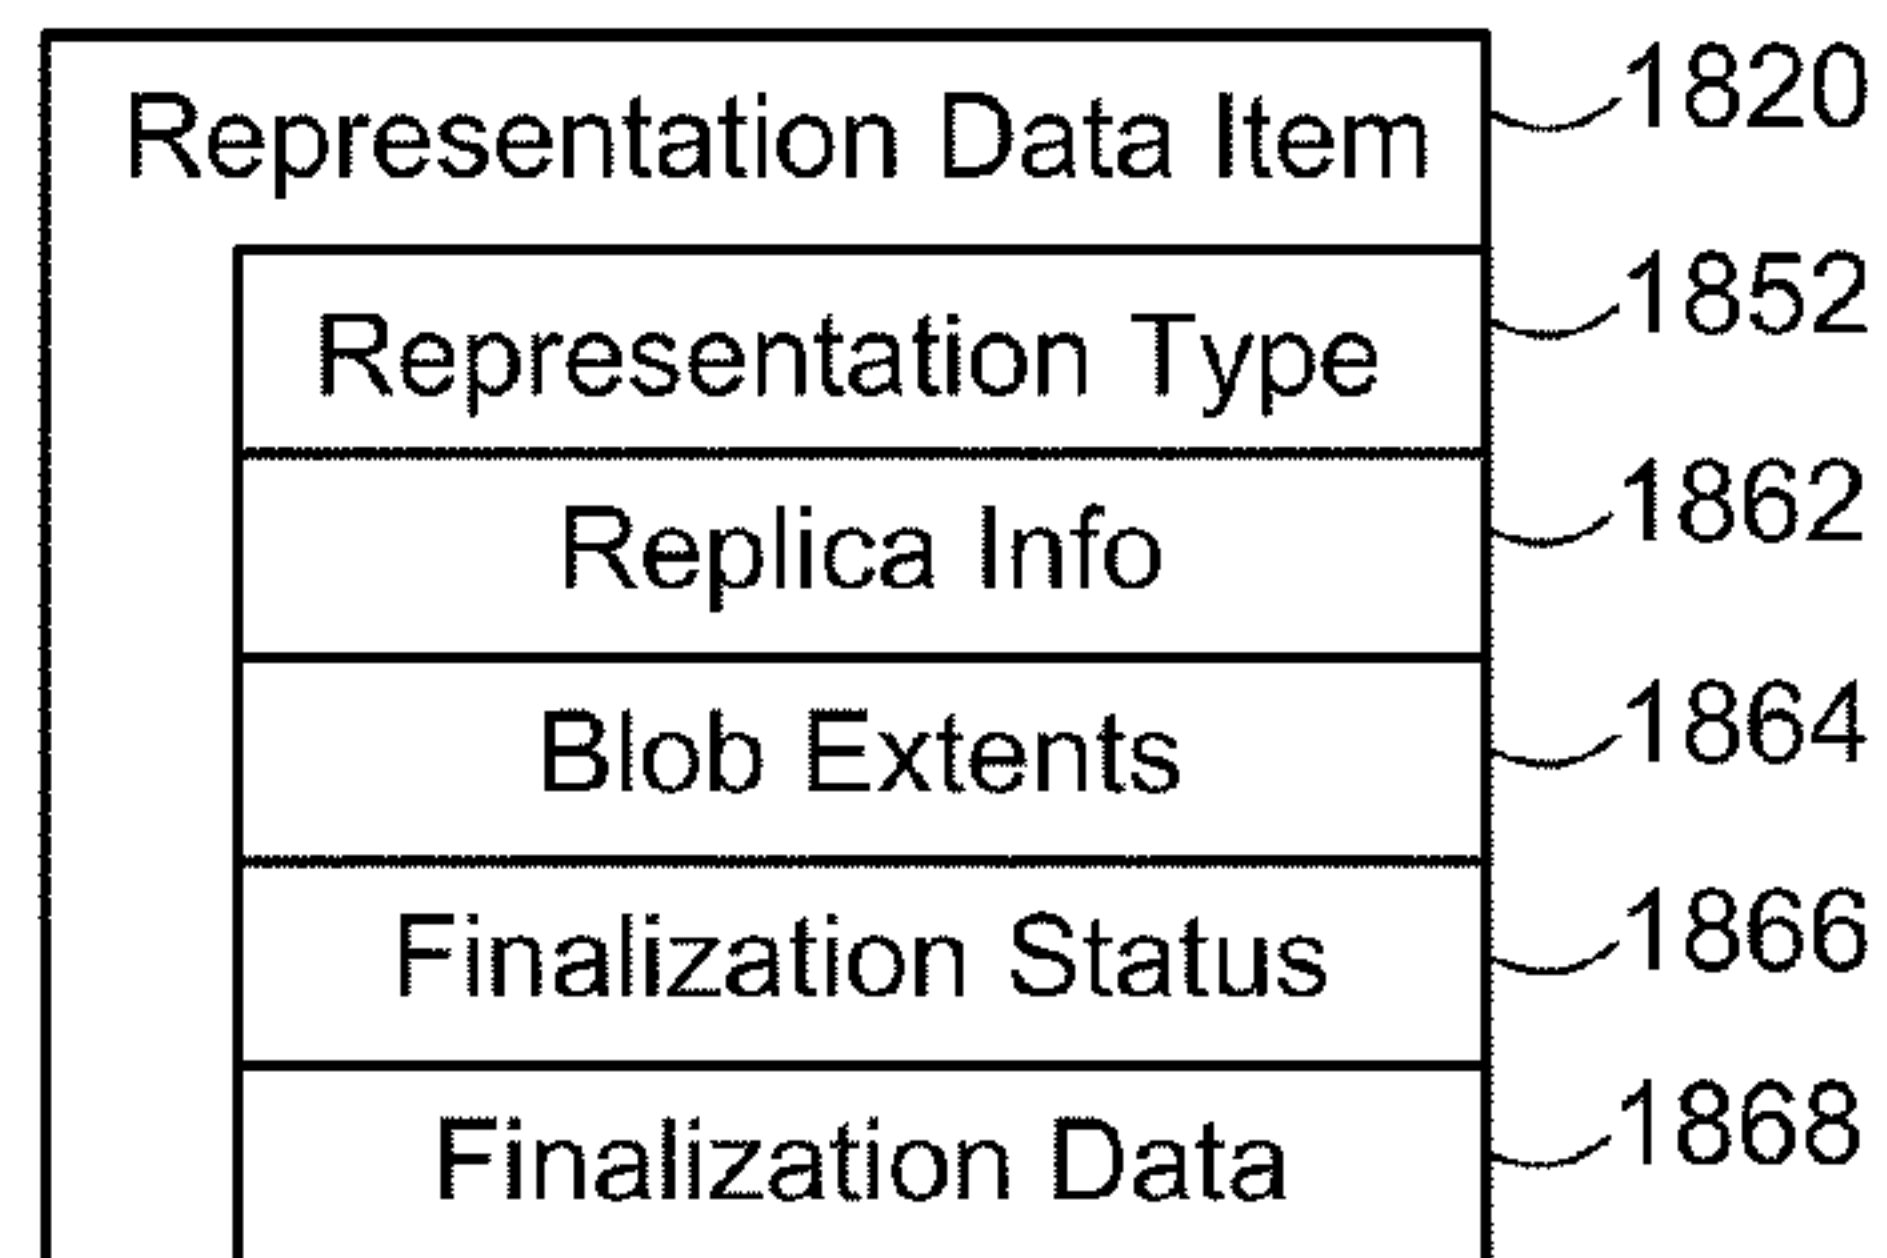 Representation Data Item 1820
Representation Type 1852
Replica Info 1862
Blob Extents 1864
Finalization Status 1866
Finalization Data 1868